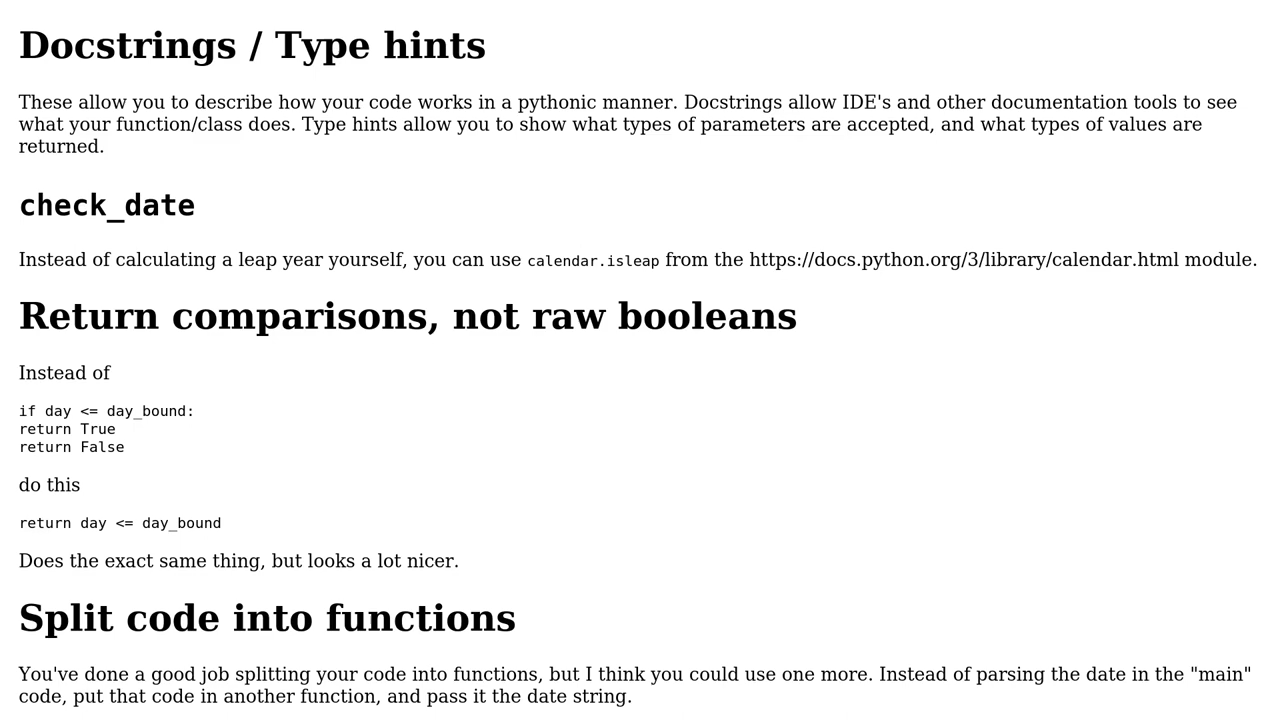 Docstrings / Type hints
These allow you to describe how your code works in a pythonic manner. Docstrings allow IDE's and other documentation tools to see
what your function/class does. Type hints allow you to show what types of parameters are accepted, and what types of values are
returned.
check_date
Instead of calculating a leap year yourself, you can use calendar.isleap from the https://docs.python.org/3/library/calendar.html module.
Return comparisons, not raw booleans
Instead of
if day <= day_bound:
return True
return False
do this
return day <= day_bound
Does the exact same thing, but looks a lot nicer.
Split code into functions
You've done a good job splitting your code into functions, but I think you could use one more. Instead of parsing the date in the "main"
code, put that code in another function, and pass it the date string.